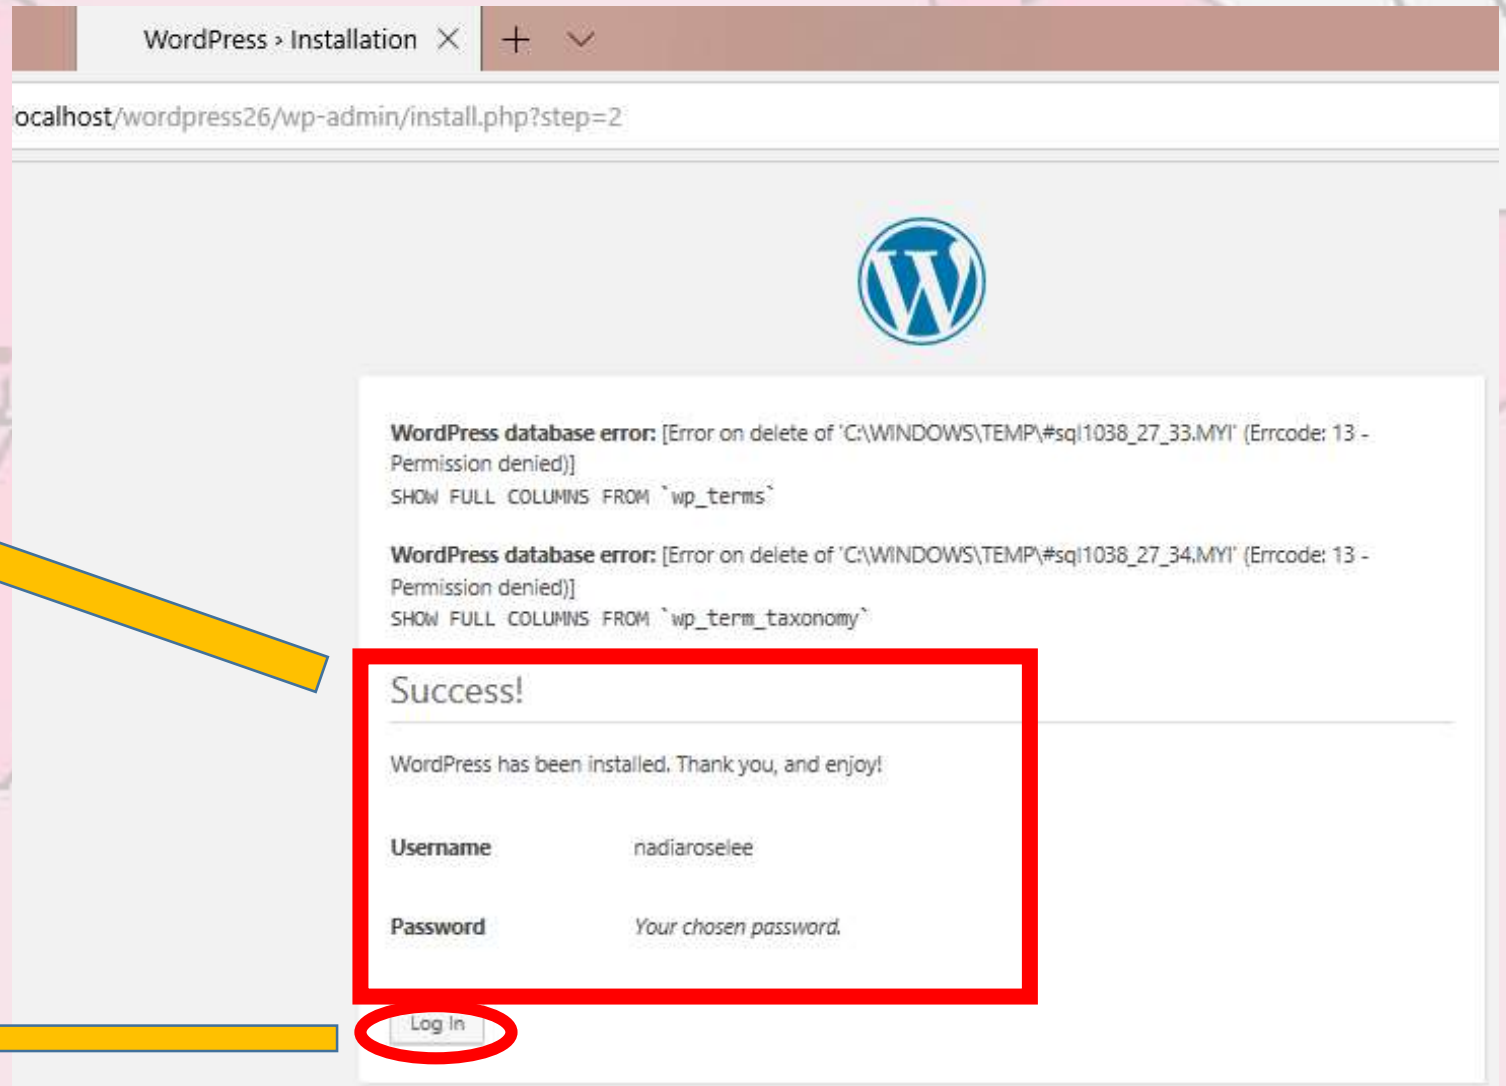 WordPress › Installation
ocalhost/wordpress26/wp-admin/install.php?step=2
WordPress database error: [Error on delete of 'C:\WINDOWS\TEMP\#sql1038_27_33.MYI' (Errcode: 13 -
Permission denied)]
SHOW FULL COLUMNS FROM `wp_terms`
WordPress database error: [Error on delete of 'C:\WINDOWS\TEMP\#sql1038_27_34.MYI' (Errcode: 13 -
Permission denied)]
SHOW FULL COLUMNS FROM `wp_term_taxonomy`
Success!
WordPress has been installed. Thank you, and enjoy!
Username nadiaroselee
Password Your chosen password.
Log In